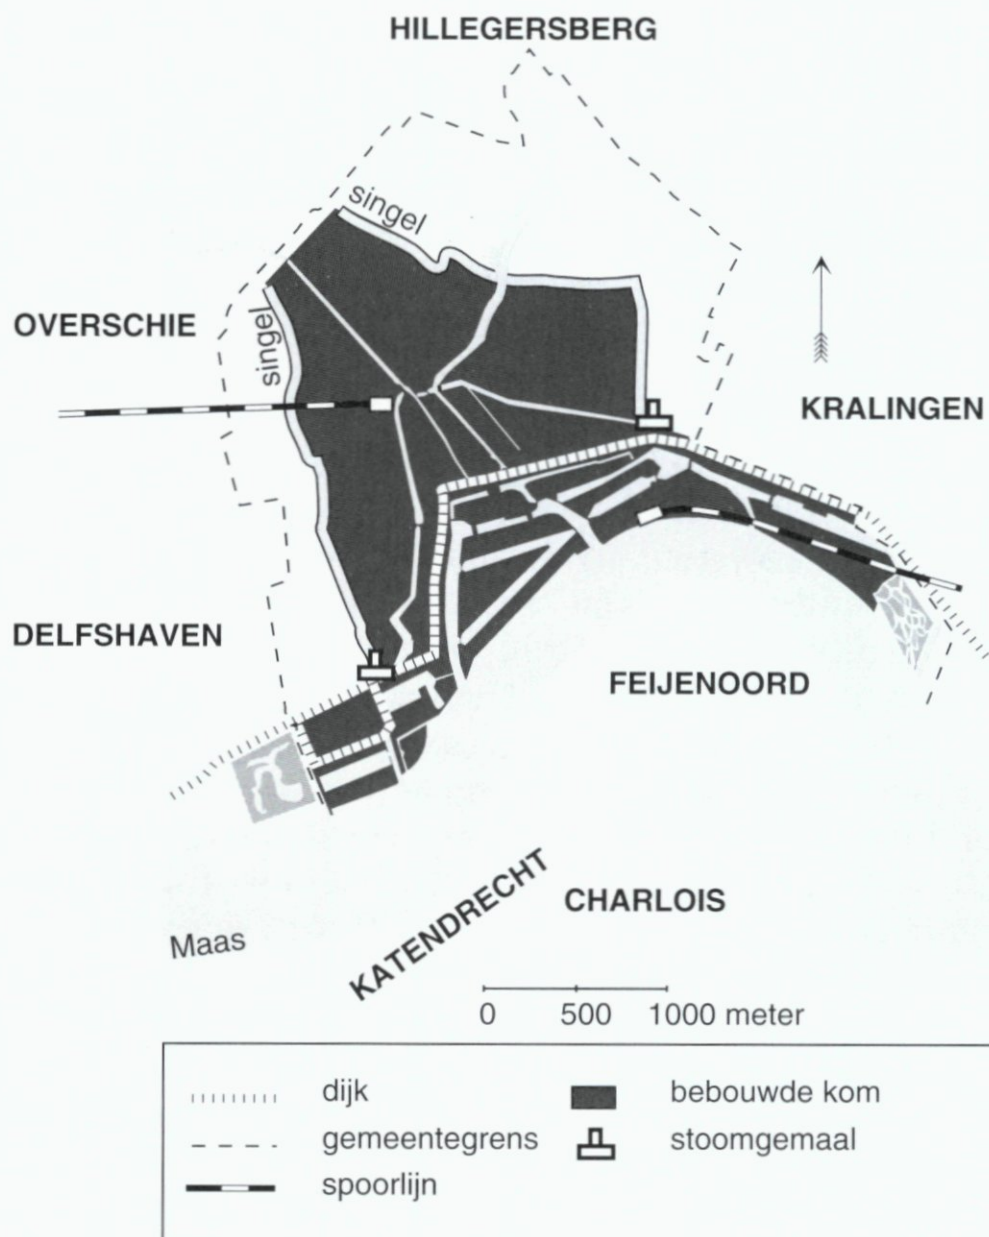 HILLEGERSBERG
singel
OVERSCHIE
singel
KRALINGEN
DELFSHAVEN
FEIJENOORD
KATENDRECHT
CHARLOIS
Maas
0 500 1000 meter
dijk
bebouwde kom
gemeentegrens
stoomgemaal
spoorlijn